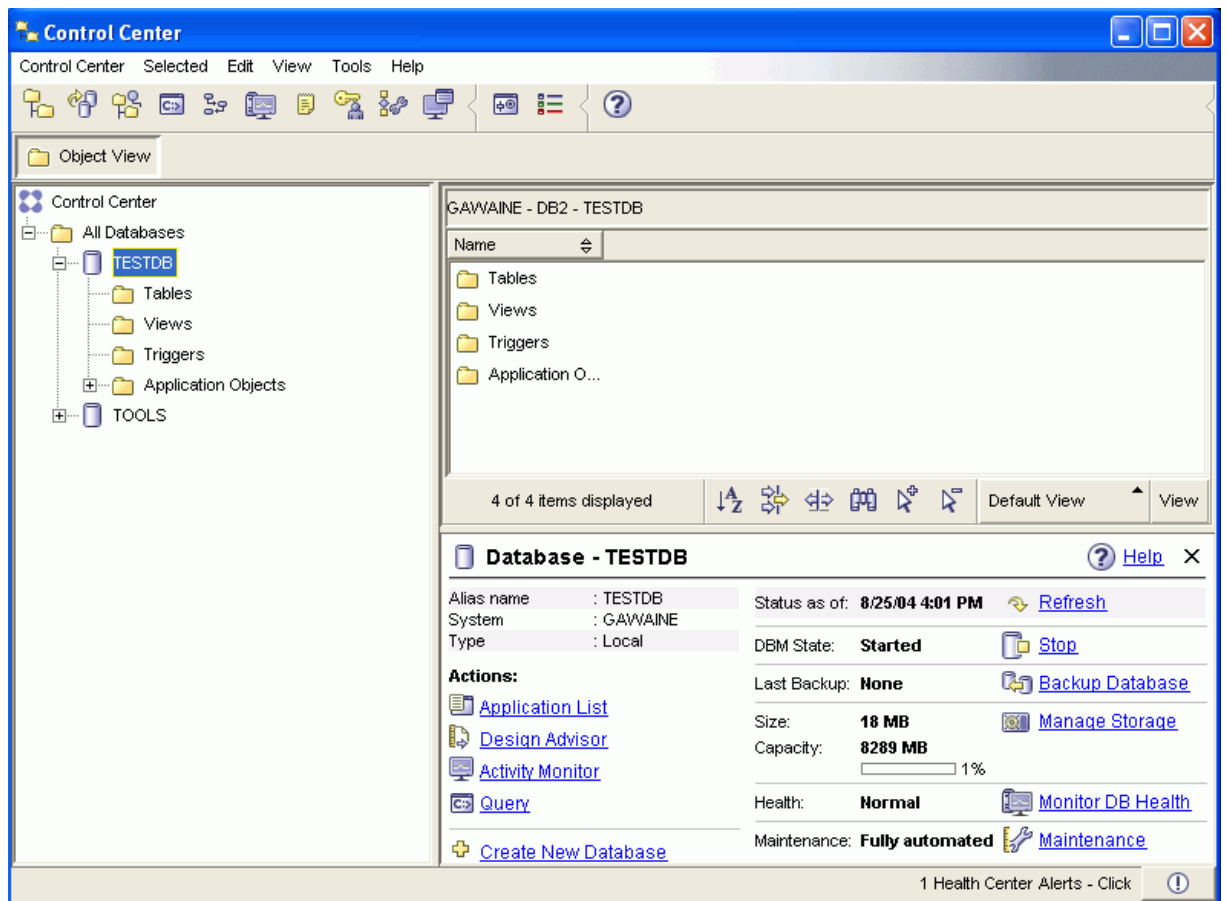 Control Center
Control Center Selected Edit View Tools Help
Object View
Control Center
All Databases
TESTDB
Tables
Views
Triggers
Application Objects
TOOLS
GAWAINE - DB2 - TESTDB
Name
Tables
Views
Triggers
Application O...
4 of 4 items displayed
Default View
View
Database - TESTDB
Help
Alias name : TESTDB
System : GAWAINE
Type : Local
Actions:
Application List
Design Advisor
Activity Monitor
Query
Create New Database
Status as of: 8/25/04 4:01 PM Refresh
DBM State: Started Stop
Last Backup: None Backup Database
Size: 18 MB Manage Storage
Capacity: 8289 MB
1%
Health: Normal Monitor DB Health
Maintenance: Fully automated Maintenance
1 Health Center Alerts - Click